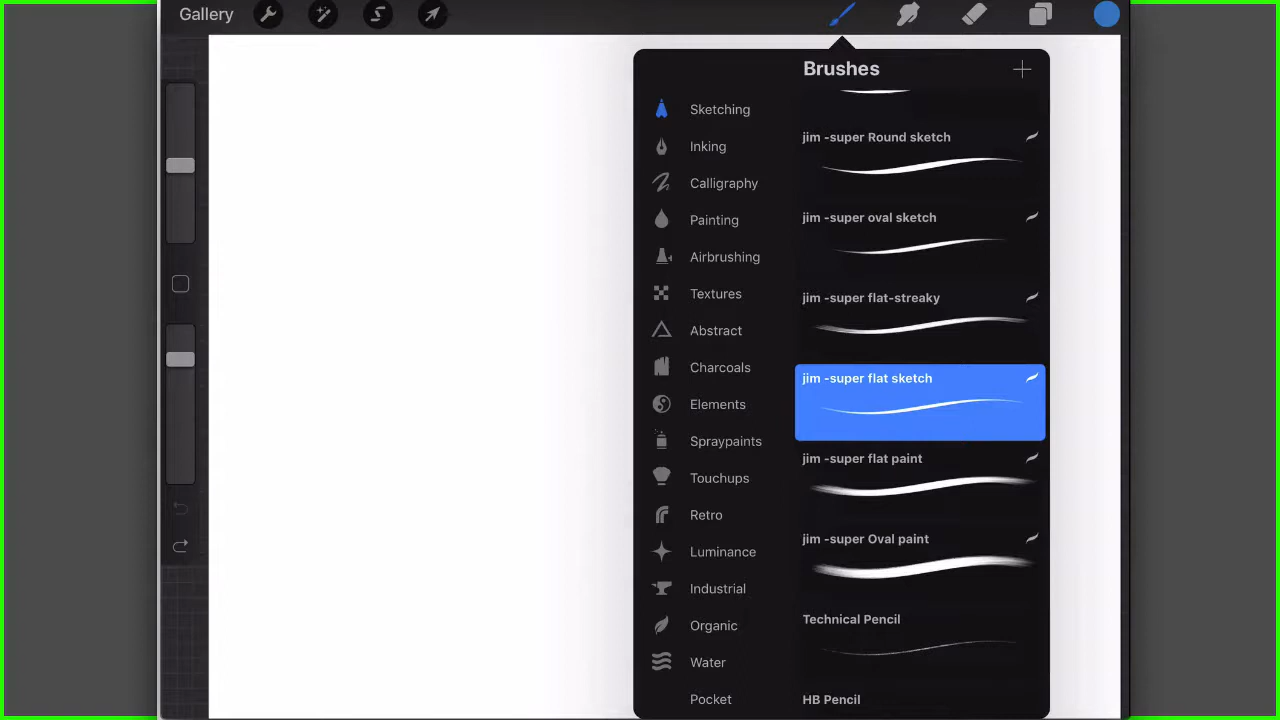 Gallery
Brushes
Sketching
Inking
Calligraphy
Painting
Airbrushing
Textures
Abstract
Charcoals
Elements
Spraypaints
Touchups
Retro
Luminance
Industrial
Organic
Water
Pocket
jim -super Round sketch
jim -super oval sketch
jim -super flat-streaky
jim -super flat sketch
jim -super flat paint
jim -super Oval paint
Technical Pencil
HB Pencil